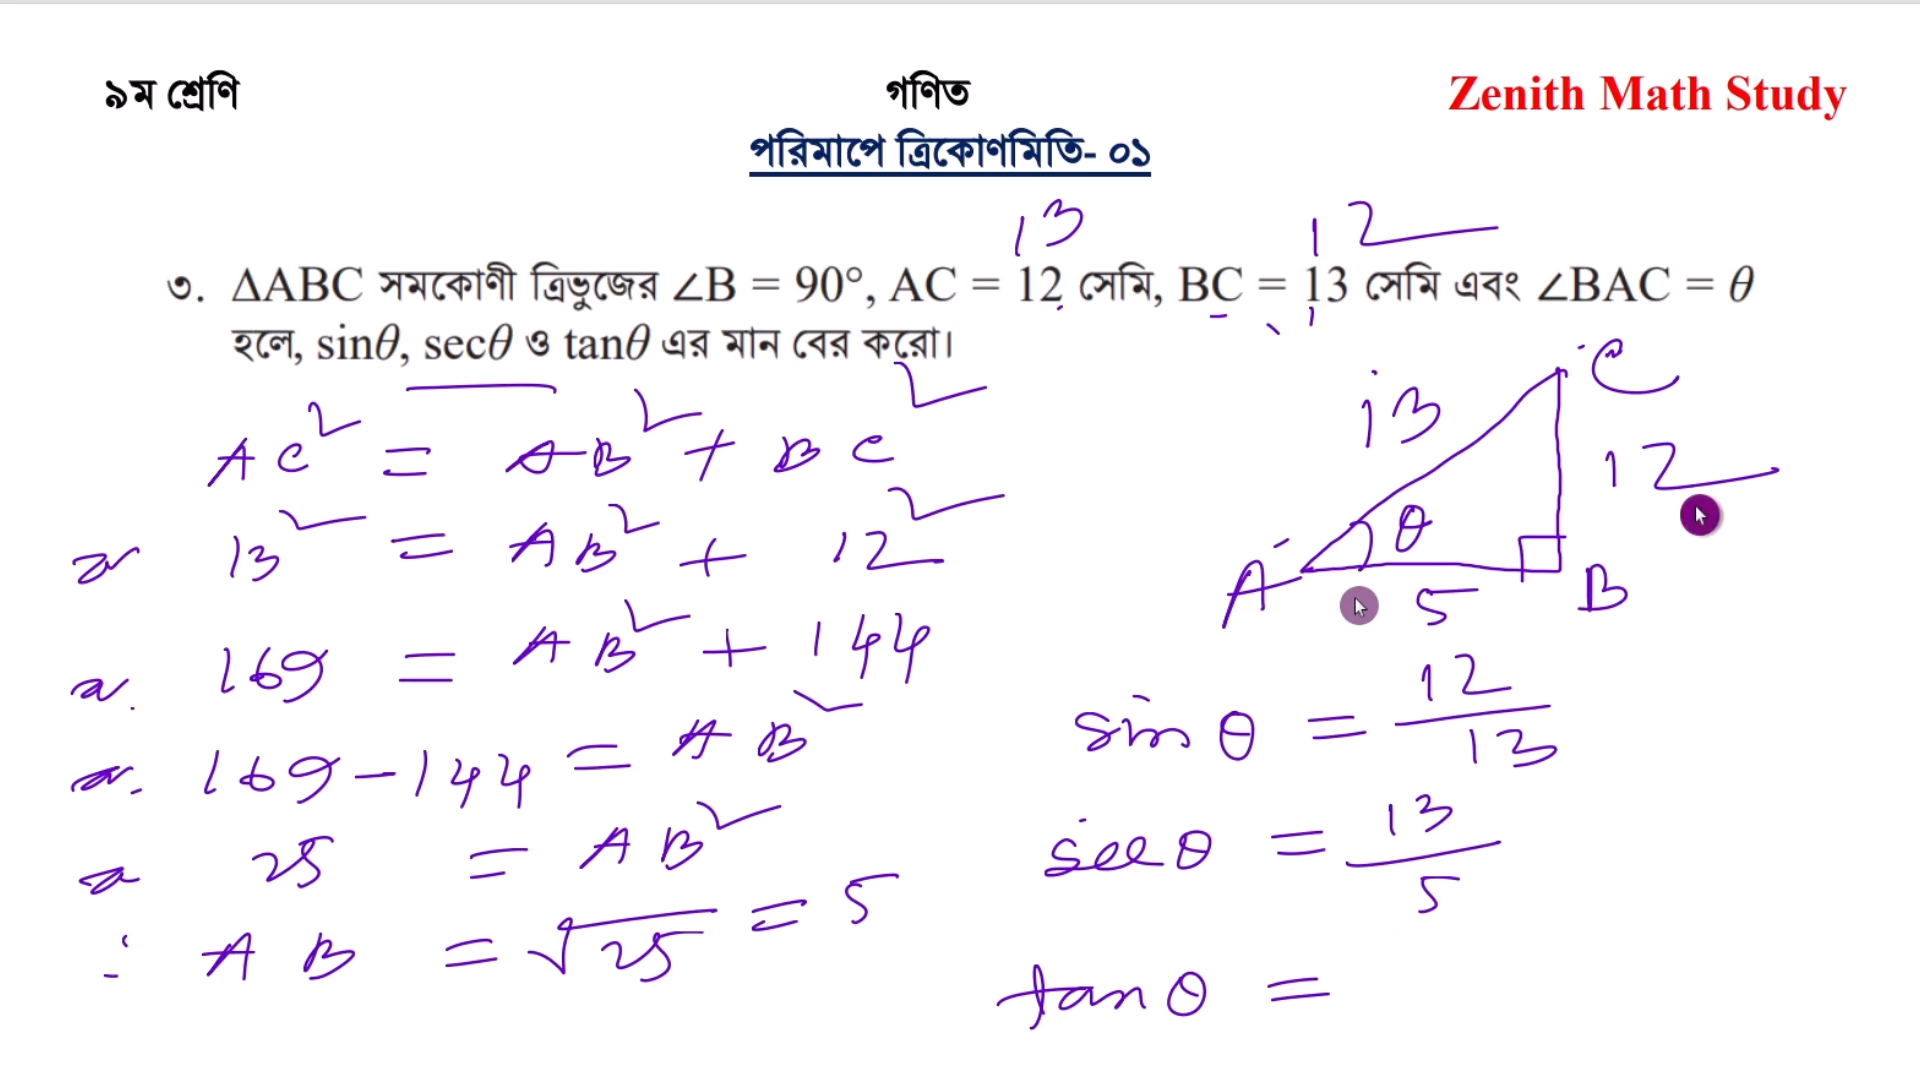 ৯ম শ্রেণি গণিত Zenith Math Study
পরিমাপে ত্রিকোণমিতি- ০১
13 12
৩. ΔABC সমকোণী ত্রিভুজের ∠B = 90°, AC = 12 সেমি, BC = 13 সেমি এবং ∠BAC = θ
হলে, sinθ, secθ ও tanθ এর মান বের করো।
AC² = AB² + BC²
বা 13² = AB² + 12²
বা. 169 = AB² + 144
বা. 169 - 144 = AB²
বা 25 = AB²
∴ AB = √25 = 5
C
13
12
θ
A 5 B
sin θ = 12/13
sec θ = 13/5
tan θ =